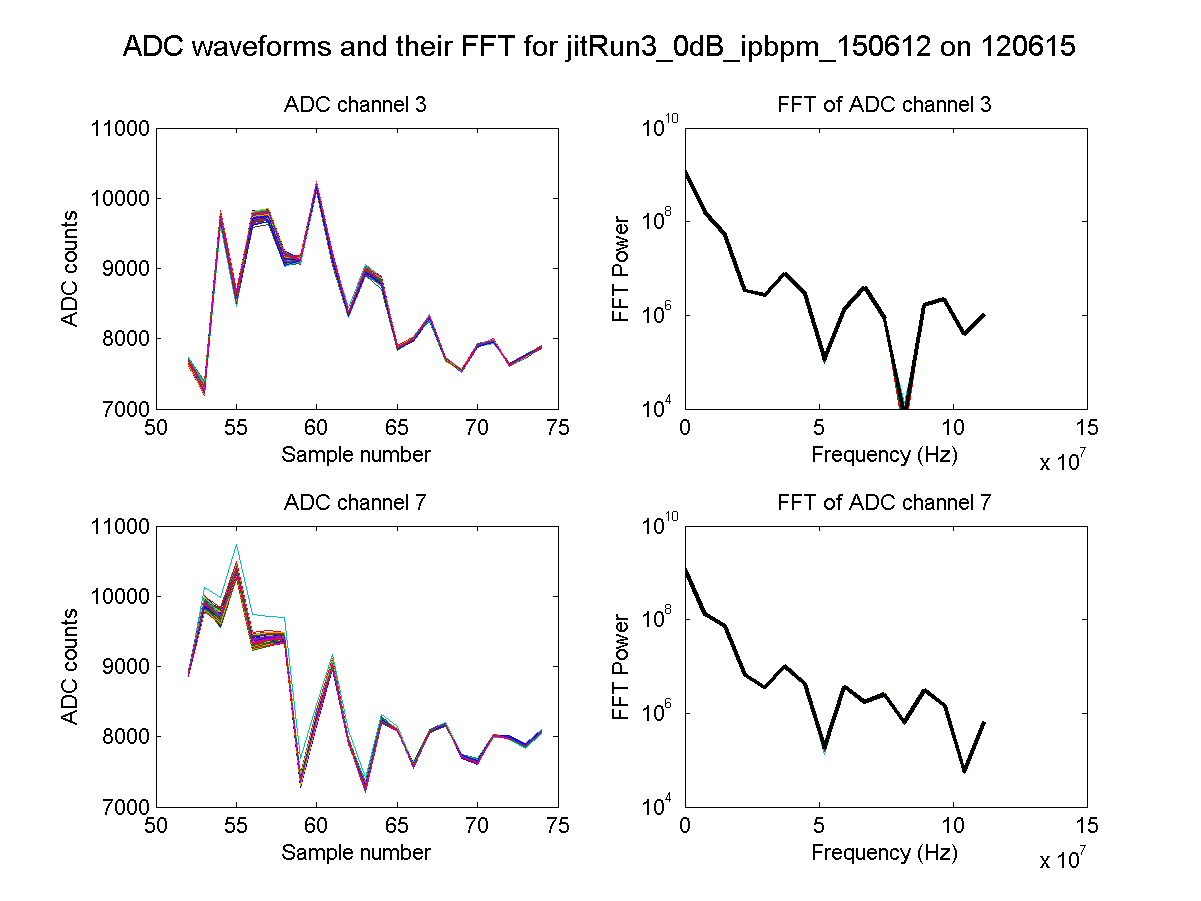 ADC waveforms and their FFT for jitRun3_0dB_ipbpm_150612 on 120615
ADC channel 3
11000
10000
9000
8000
7000
50 55 60 65 70 75
ADC counts
Sample number
FFT of ADC channel 3
10^10
10^8
10^6
10^4
0 5 10 15
FFT Power
Frequency (Hz)
x 10^7
ADC channel 7
11000
10000
9000
8000
7000
50 55 60 65 70 75
ADC counts
Sample number
FFT of ADC channel 7
10^10
10^8
10^6
10^4
0 5 10 15
FFT Power
Frequency (Hz)
x 10^7